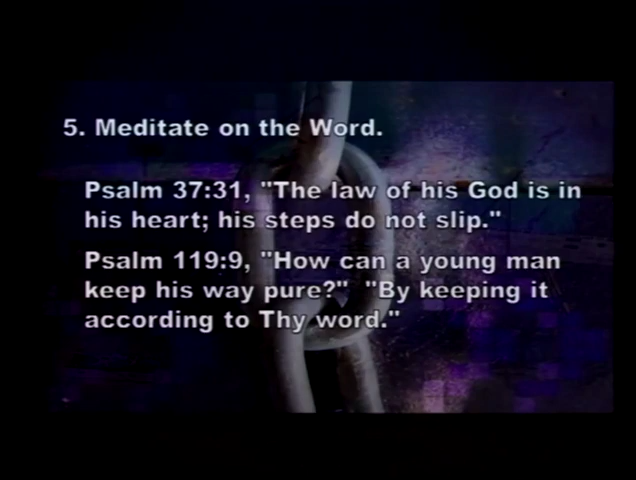 5. Meditate on the Word.
Psalm 37:31, "The law of his God is in
his heart; his steps do not slip."
Psalm 119:9, "How can a young man
keep his way pure?" "By keeping it
according to Thy word."